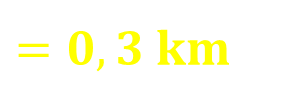 = 0, 3 km